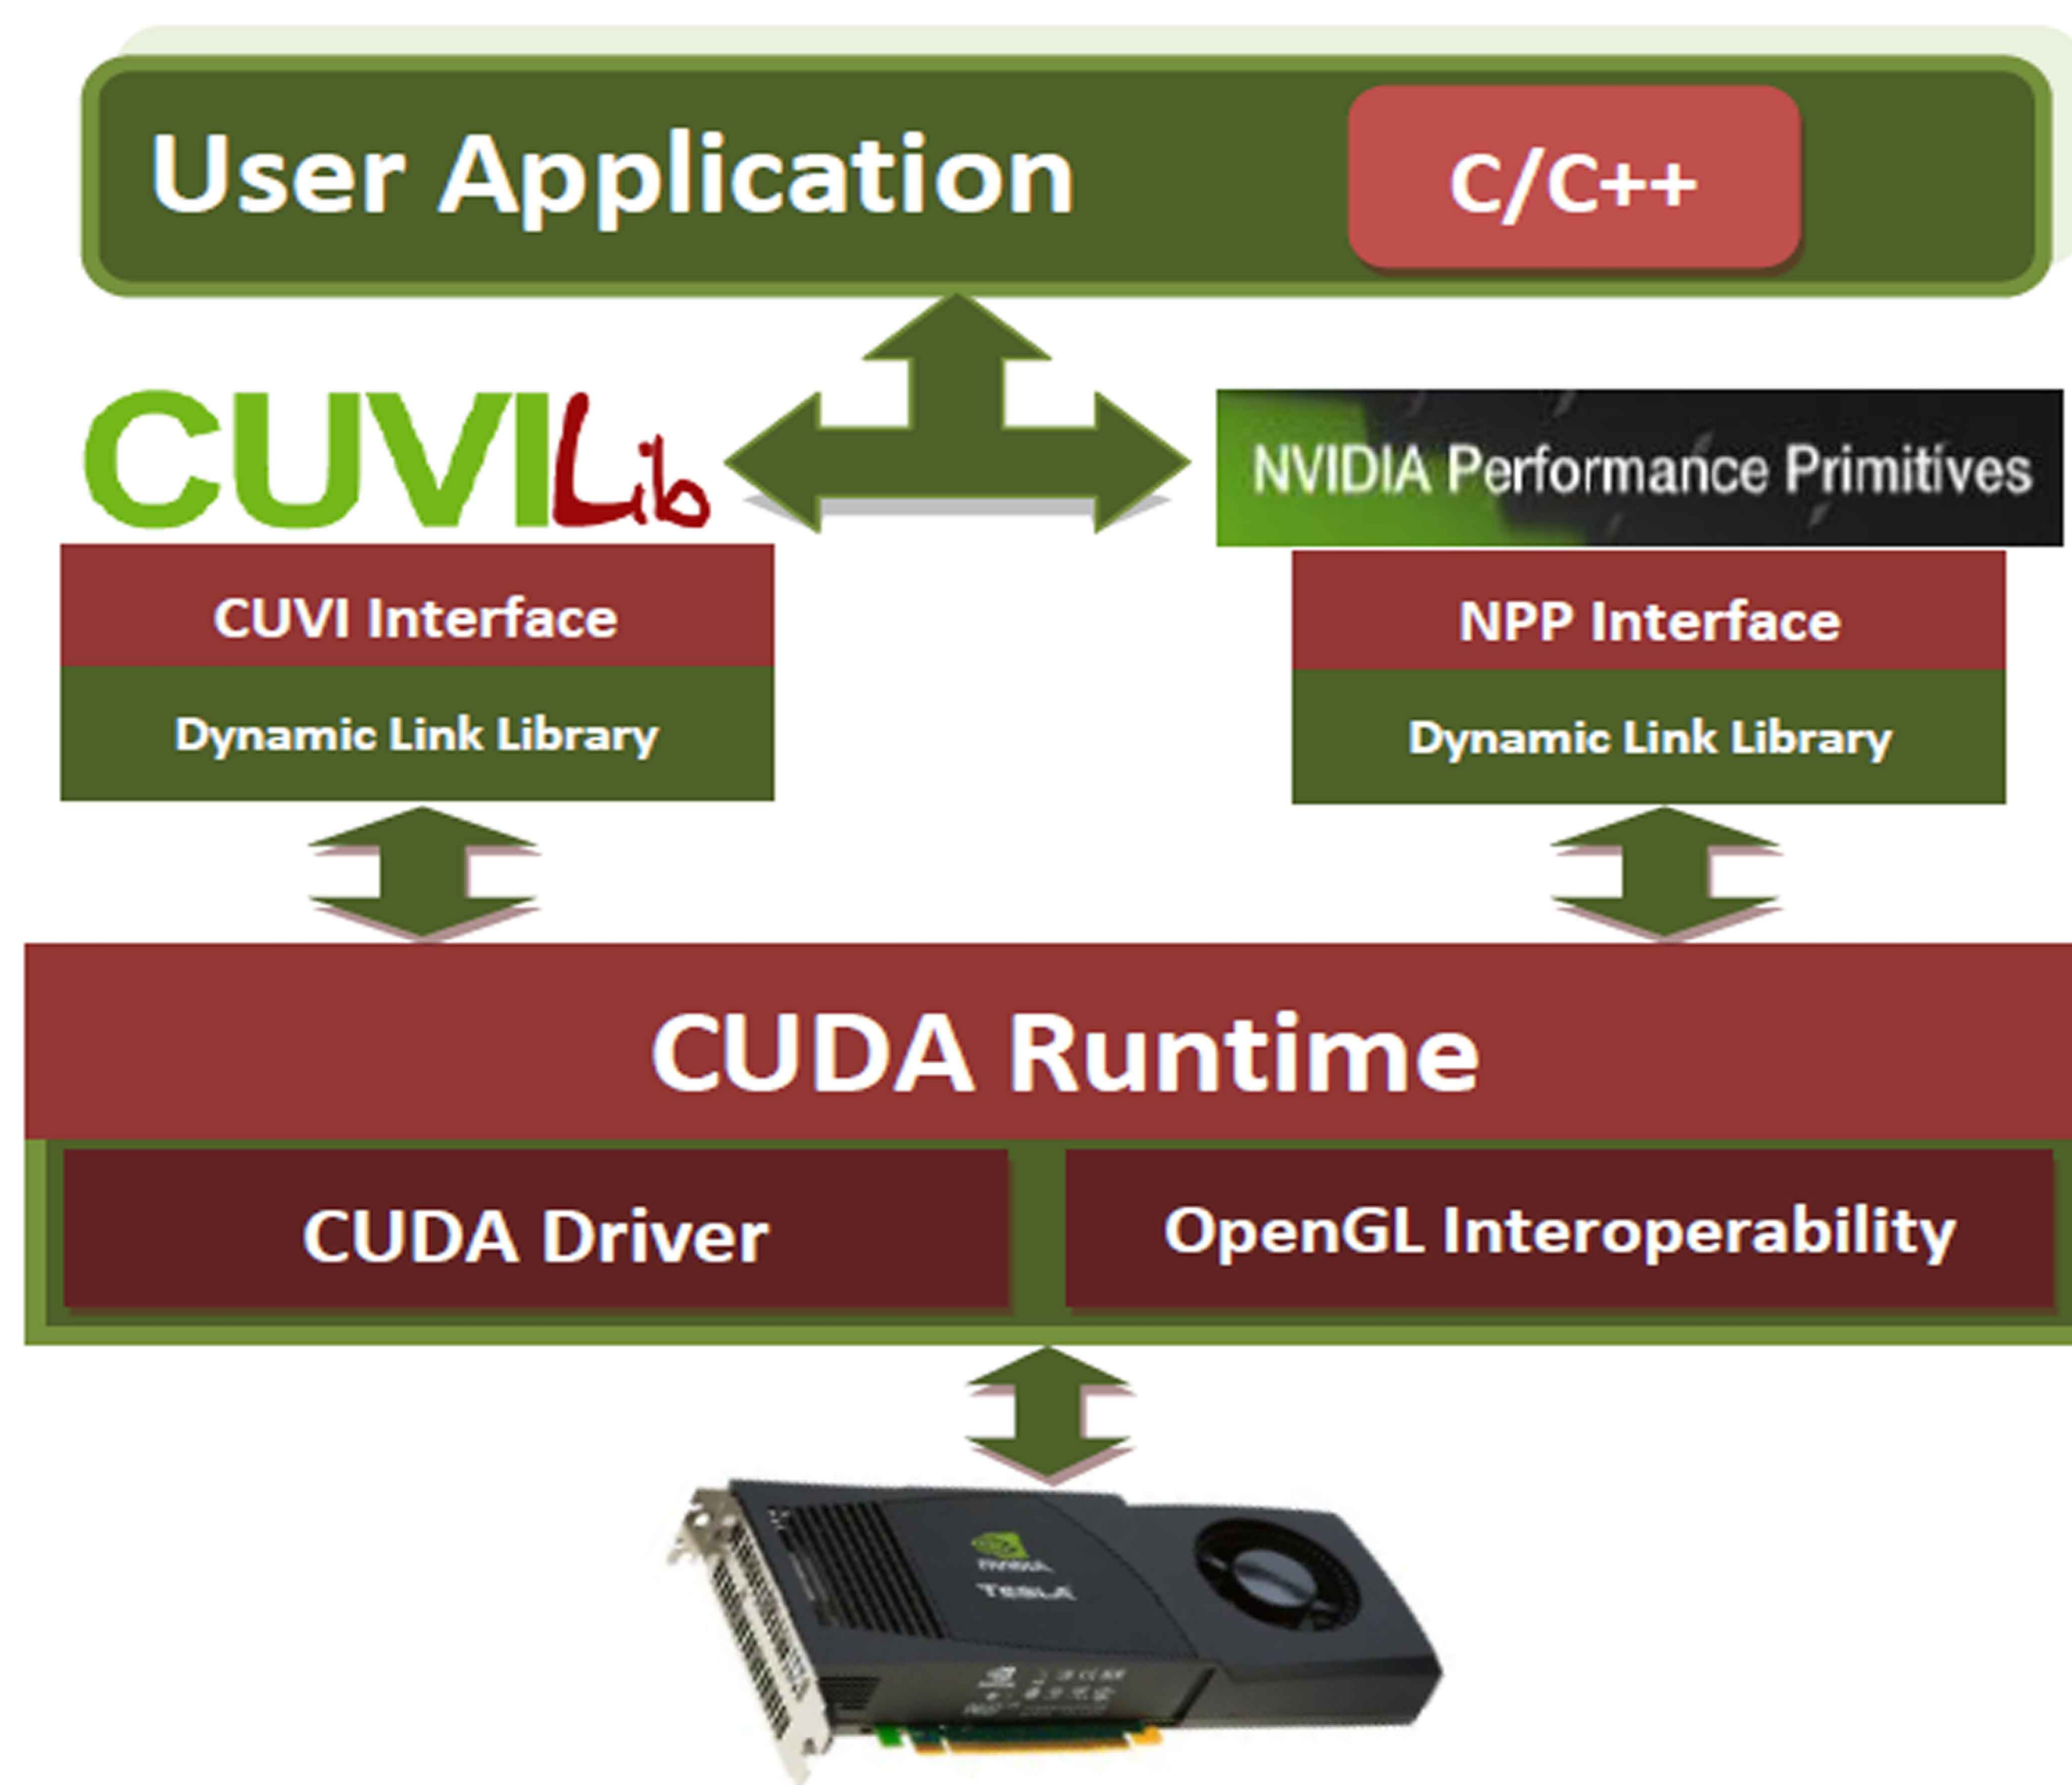 User Application
C/C++
CUVILib
NVIDIA Performance Primitives
CUVI Interface
NPP Interface
Dynamic Link Library
Dynamic Link Library
CUDA Runtime
CUDA Driver
OpenGL Interoperability
NVIDIA
TESLA